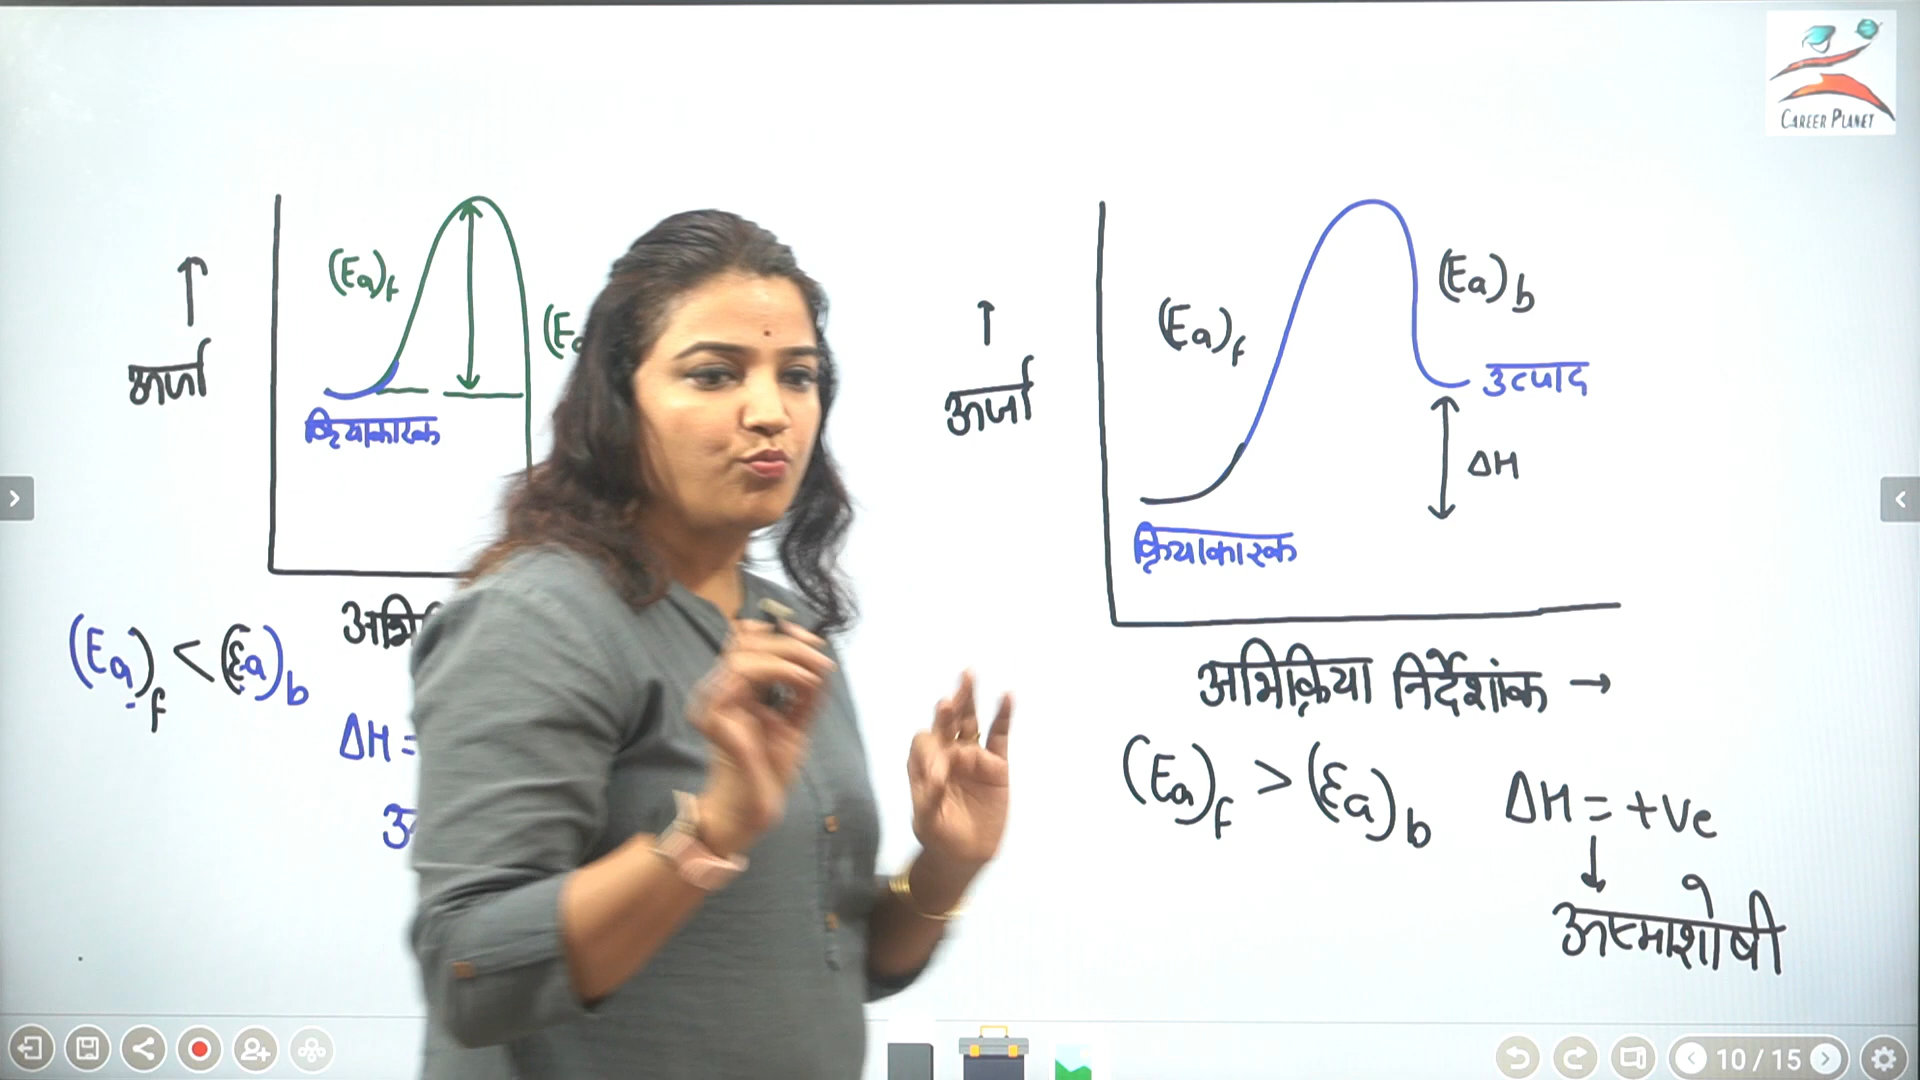 CAREER PLANET
↑
ऊर्जा
(Ea)f
क्रियाकारक
(Ea)f < (Ea)b
ΔH =
↑
ऊर्जा
(Ea)f
(Ea)b
उत्पाद
ΔH
क्रियाकारक
अभिक्रिया निर्देशांक →
(Ea)f > (Ea)b
ΔH = +ve
↓
ऊष्माशोषी
10 / 15